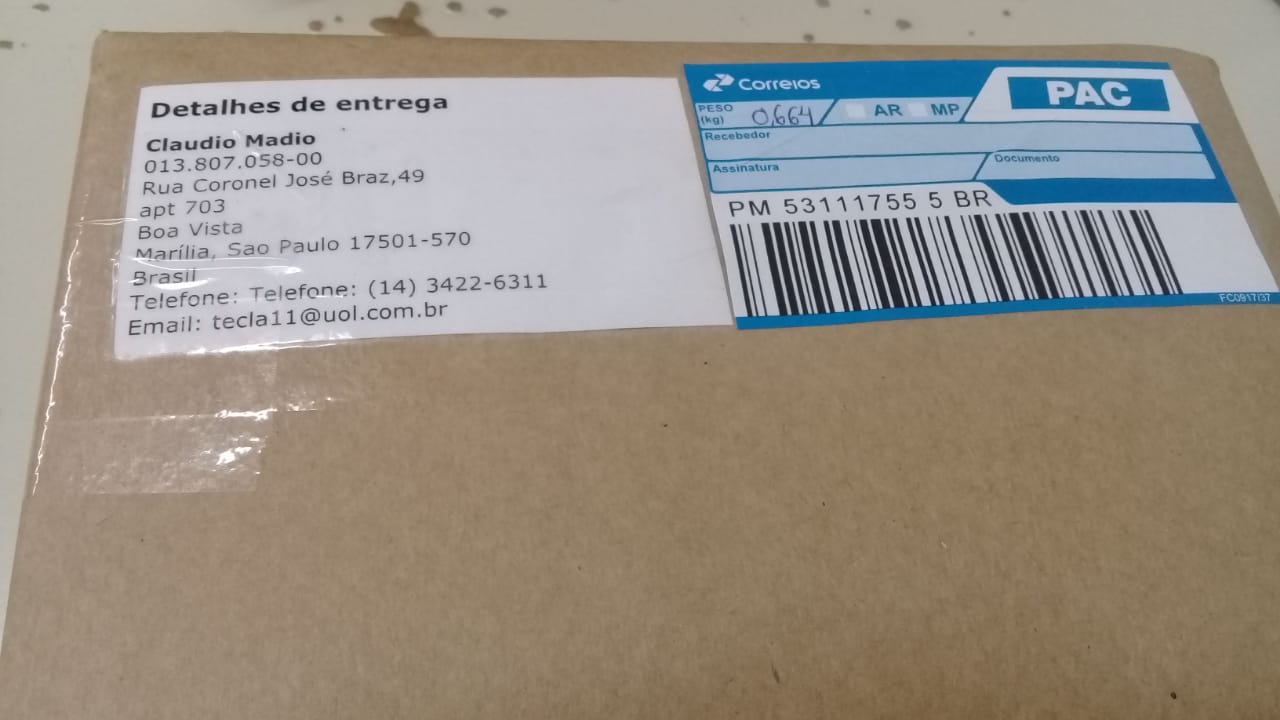 Detalhes de entrega
Claudio Madio
013.807.058-00
Rua Coronel José Braz,49
apt 703
Boa Vista
Marília, Sao Paulo 17501-570
Brasil
Telefone: Telefone: (14) 3422-6311
Email: tecla11@uol.com.br
Correios
PAC
PESO
(kg)
0,664
AR MP
Recebedor
Assinatura
Documento
PM 53111755 5 BR
FC0917/37